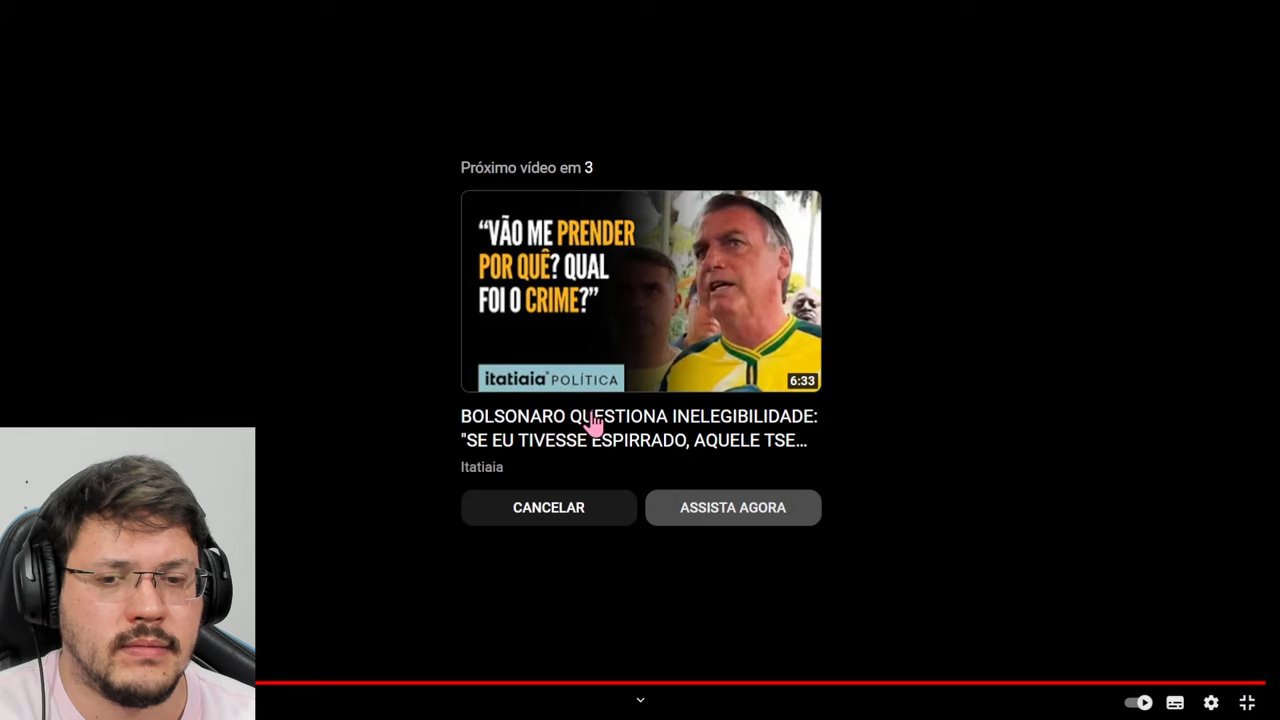 Próximo vídeo em 3
“VÃO ME PRENDER
POR QUÊ? QUAL
FOI O CRIME?”
itatiaia POLÍTICA
6:33
BOLSONARO QUESTIONA INELEGIBILIDADE:
"SE EU TIVESSE ESPIRRADO, AQUELE TSE...
Itatiaia
CANCELAR
ASSISTA AGORA